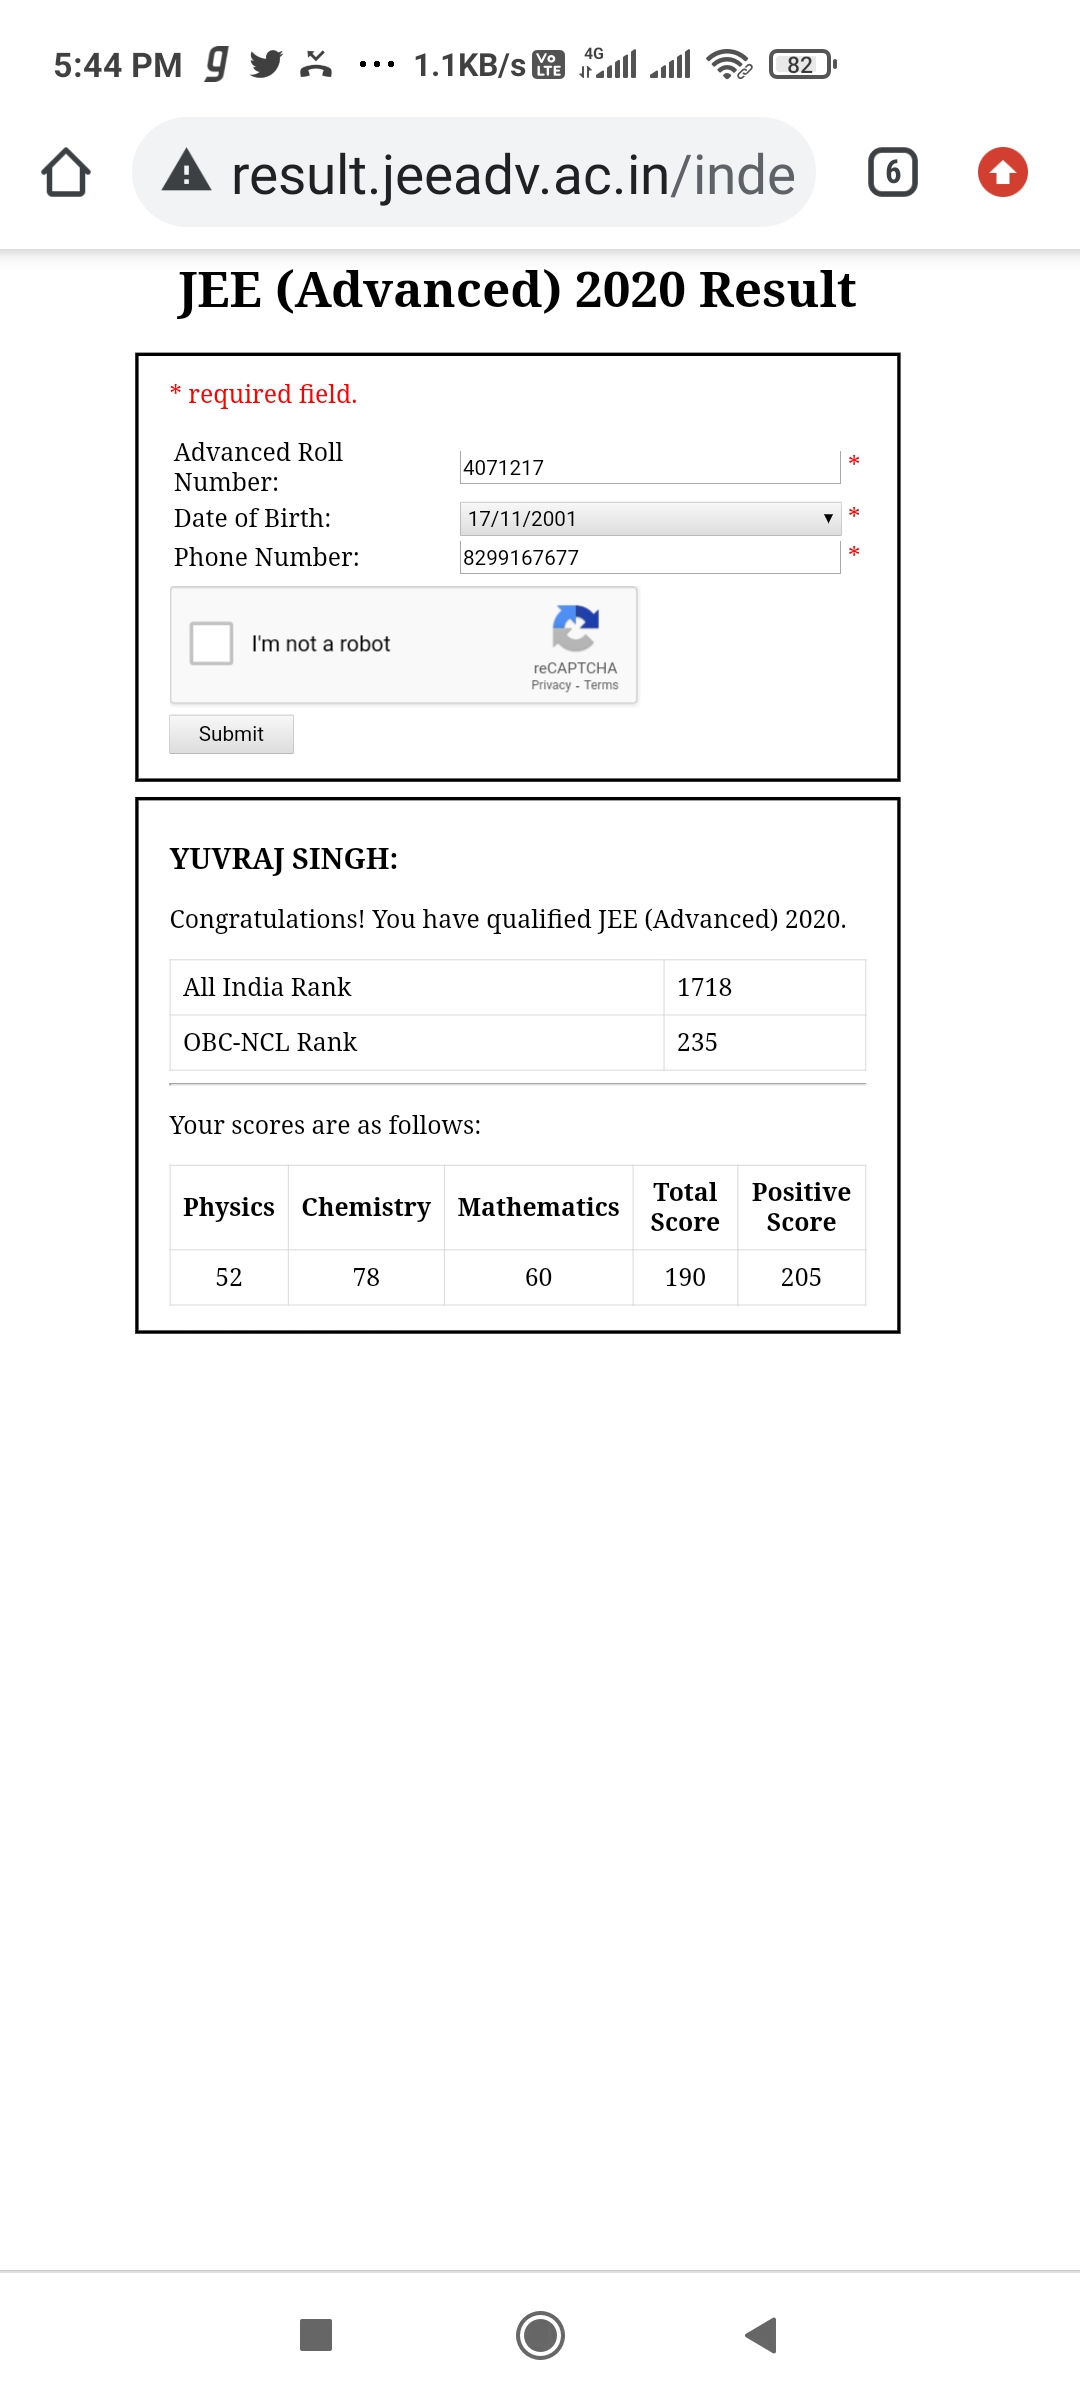 5:44 PM g ... 1.1KB/s Vo LTE 4G 82
result.jeeadv.ac.in/inde 6
JEE (Advanced) 2020 Result
* required field.
Advanced Roll
Number: 4071217 *
Date of Birth: 17/11/2001 *
Phone Number: 8299167677 *
I'm not a robot
reCAPTCHA
Privacy - Terms
Submit
YUVRAJ SINGH:
Congratulations! You have qualified JEE (Advanced) 2020.
All India Rank 1718
OBC-NCL Rank 235
Your scores are as follows:
Physics Chemistry Mathematics Total Score Positive Score
52 78 60 190 205